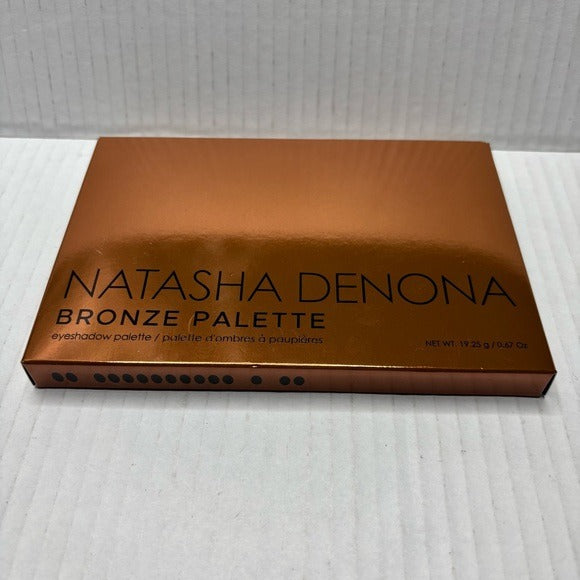 NATASHA DENONA
BRONZE PALETTE
eyeshadow palette / palette d'ombres à paupières
NET WT. 19.25 g / 0.67 Oz.